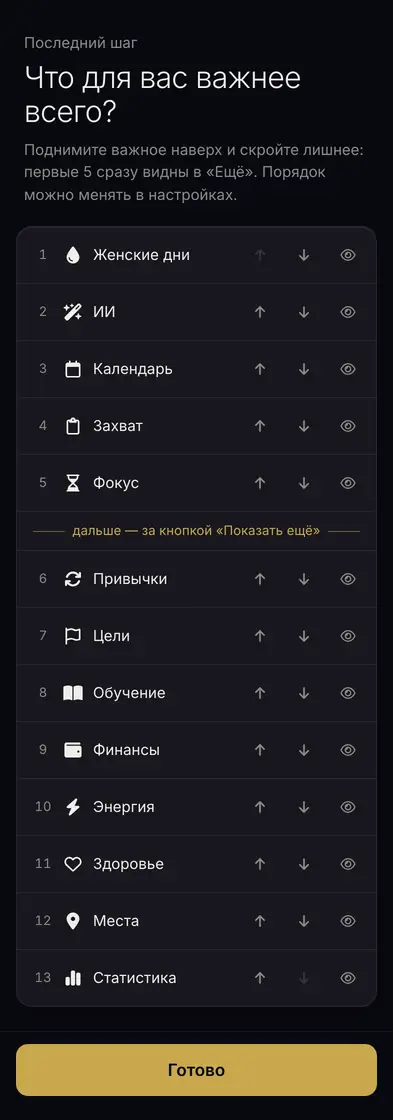 Последний шаг
Что для вас важнее
всего?
Поднимите важное наверх и скройте лишнее:
первые 5 сразу видны в «Ещё». Порядок
можно менять в настройках.
1 Женские дни
2 ИИ
3 Календарь
4 Захват
5 Фокус
дальше — за кнопкой «Показать ещё»
6 Привычки
7 Цели
8 Обучение
9 Финансы
10 Энергия
11 Здоровье
12 Места
13 Статистика
Готово